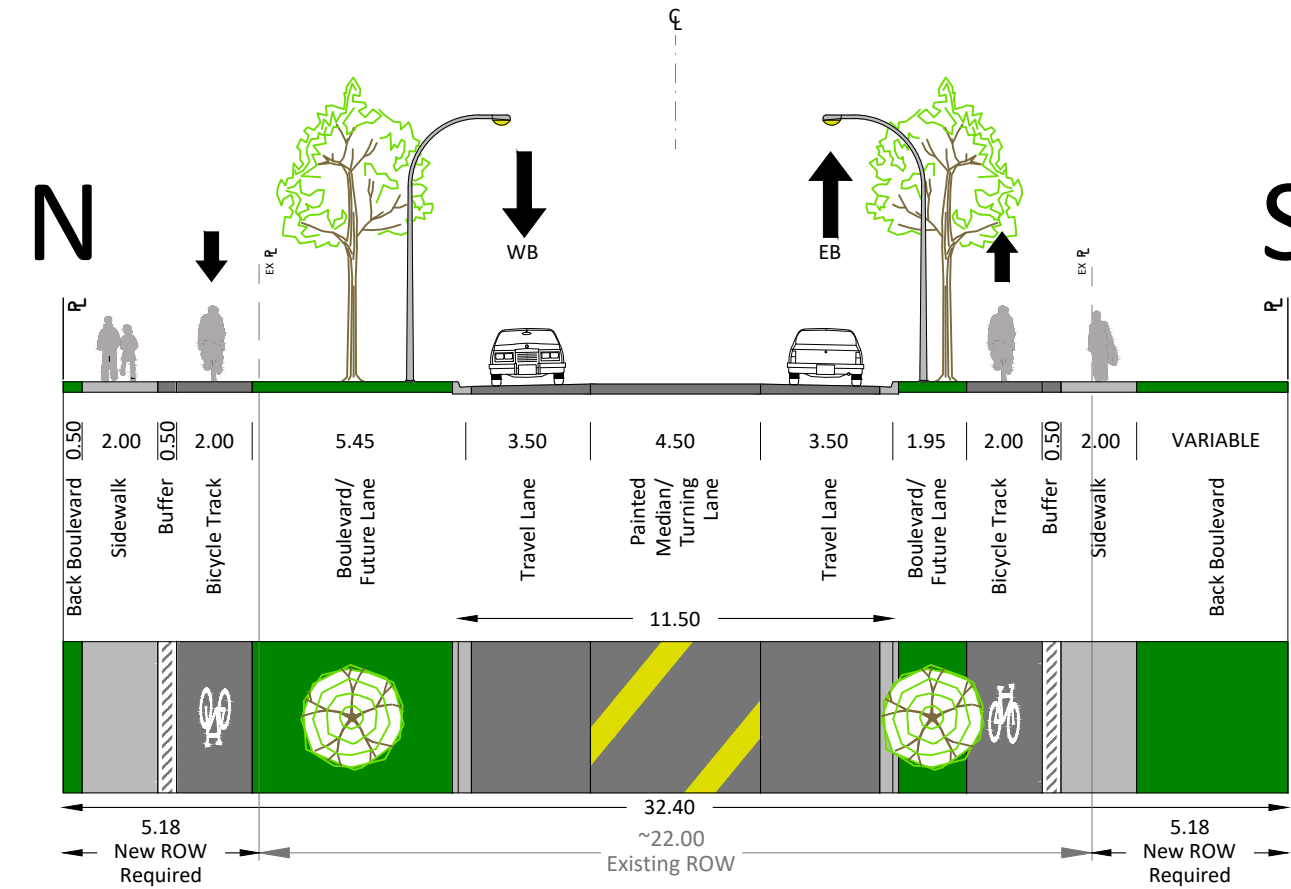 ℄
N
S
WB
EB
EX ⅊
EX ⅊
⅊
⅊
0.50
2.00
0.50
2.00
5.45
3.50
4.50
3.50
1.95
2.00
0.50
2.00
VARIABLE
Back Boulevard
Sidewalk
Buffer
Bicycle Track
Boulevard/
Future Lane
Travel Lane
Painted
Median/
Turning
Lane
Travel Lane
Boulevard/
Future Lane
Bicycle Track
Buffer
Sidewalk
Back Boulevard
11.50
32.40
5.18
New ROW
Required
~22.00
Existing ROW
5.18
New ROW
Required